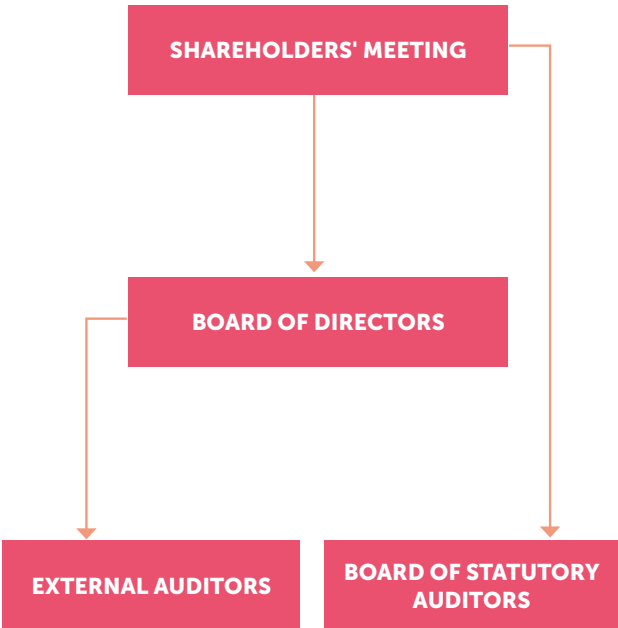 SHAREHOLDERS' MEETING
BOARD OF DIRECTORS
EXTERNAL AUDITORS
BOARD OF STATUTORY
AUDITORS